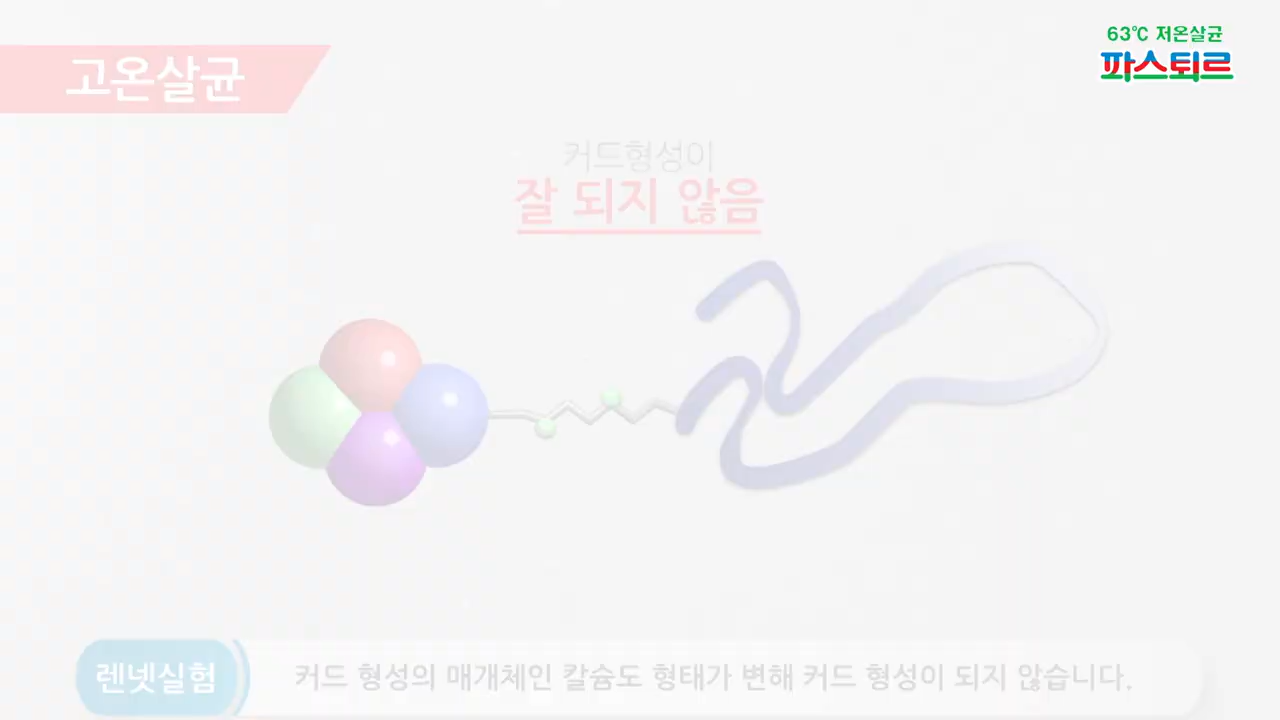 63℃ 저온살균
파스퇴르
고온살균
커드형성이
잘 되지 않음
렌넷실험
커드 형성의 매개체인 칼슘도 형태가 변해 커드 형성이 되지 않습니다.